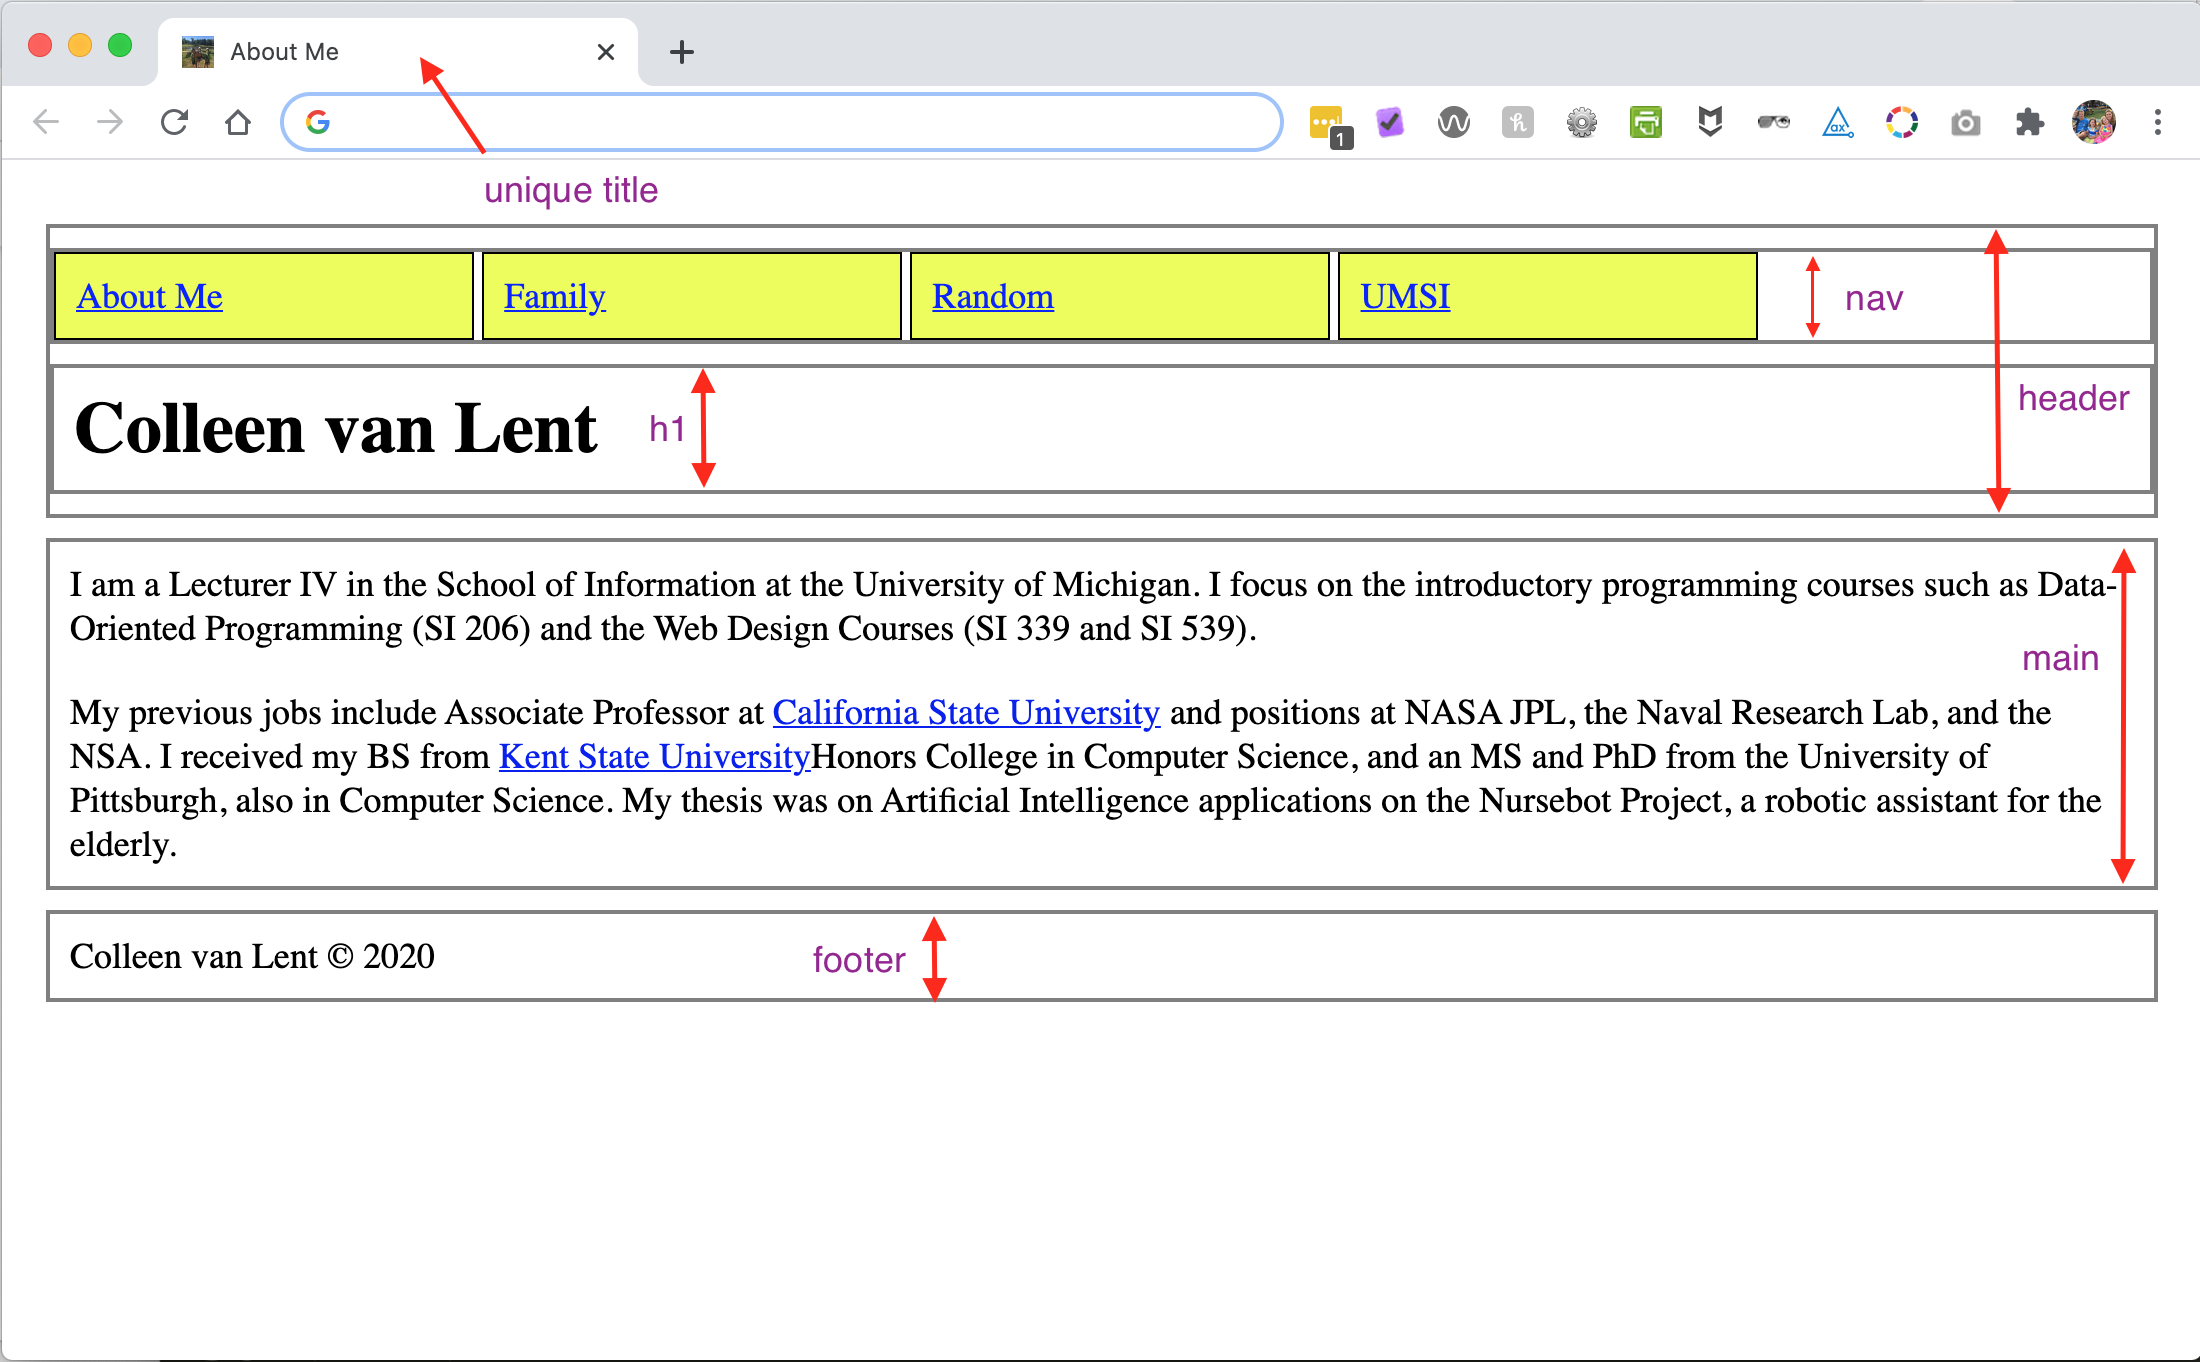 About Me
1
unique title
About Me
Family
Random
UMSI
nav
header
Colleen van Lent
h1
I am a Lecturer IV in the School of Information at the University of Michigan. I focus on the introductory programming courses such as Data-
Oriented Programming (SI 206) and the Web Design Courses (SI 339 and SI 539).
main
My previous jobs include Associate Professor at California State University and positions at NASA JPL, the Naval Research Lab, and the
NSA. I received my BS from Kent State UniversityHonors College in Computer Science, and an MS and PhD from the University of
Pittsburgh, also in Computer Science. My thesis was on Artificial Intelligence applications on the Nursebot Project, a robotic assistant for the
elderly.
Colleen van Lent © 2020
footer